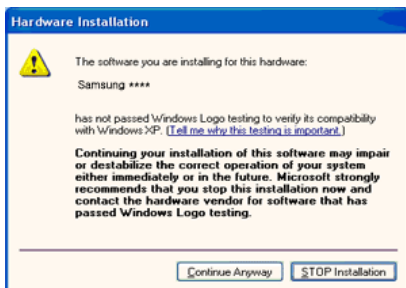 Hardware Installation
The software you are installing for this hardware:
Samsung ****
has not passed Windows Logo testing to verify its compatibility
with Windows XP. (Tell me why this testing is important.)
Continuing your installation of this software may impair
or destabilize the correct operation of your system
either immediately or in the future. Microsoft strongly
recommends that you stop this installation now and
contact the hardware vendor for software that has
passed Windows Logo testing.
Continue Anyway
STOP Installation